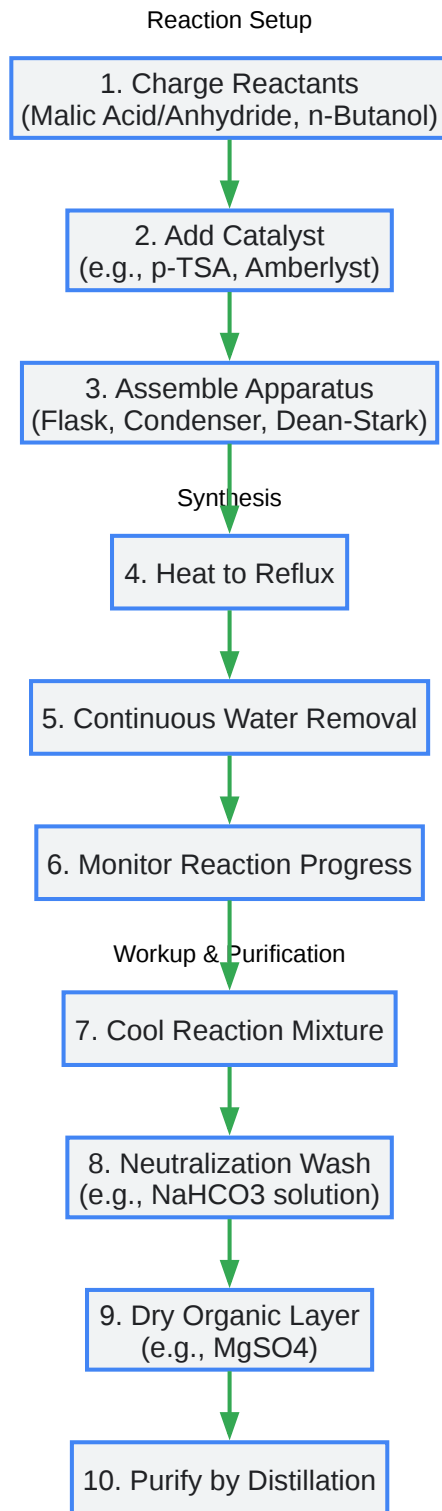 Reaction Setup
1. Charge Reactants
(Malic Acid/Anhydride, n-Butanol)
2. Add Catalyst
(e.g., p-TSA, Amberlyst)
3. Assemble Apparatus
(Flask, Condenser, Dean-Stark)
Synthesis
4. Heat to Reflux
5. Continuous Water Removal
6. Monitor Reaction Progress
Workup & Purification
7. Cool Reaction Mixture
8. Neutralization Wash
(e.g., NaHCO3 solution)
9. Dry Organic Layer
(e.g., MgSO4)
10. Purify by Distillation